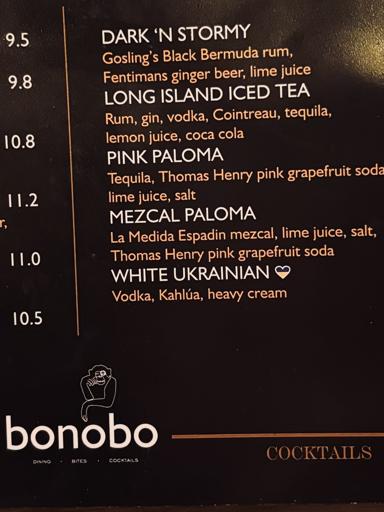 9.5
9.8
10.8
11.2
r,
11.0
10.5
DARK ‘N STORMY
Gosling's Black Bermuda rum,
Fentimans ginger beer, lime juice
LONG ISLAND ICED TEA
Rum, gin, vodka, Cointreau, tequila,
lemon juice, coca cola
PINK PALOMA
Tequila, Thomas Henry pink grapefruit soda
lime juice, salt
MEZCAL PALOMA
La Medida Espadin mezcal, lime juice, salt,
Thomas Henry pink grapefruit soda
WHITE UKRAINIAN
Vodka, Kahlúa, heavy cream
bonobo
DINING · BITES · COCKTAILS
COCKTAILS